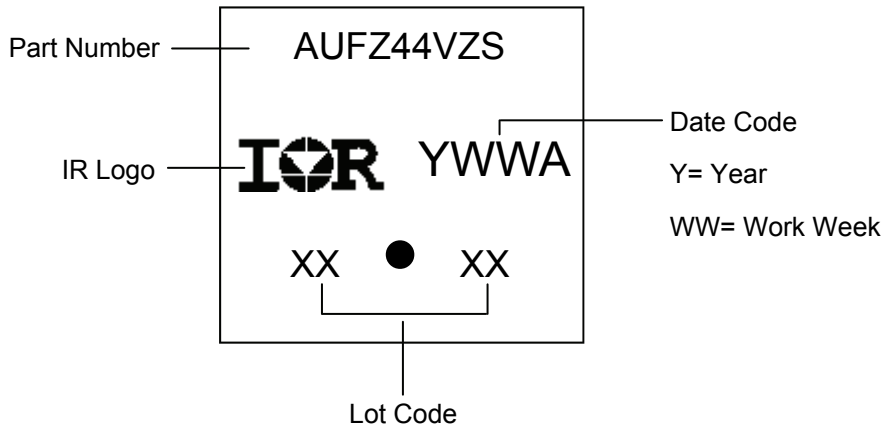 Part Number
AUFZ44VZS
IR Logo
IOR
YWWA
Date Code
Y= Year
WW= Work Week
XX
XX
Lot Code